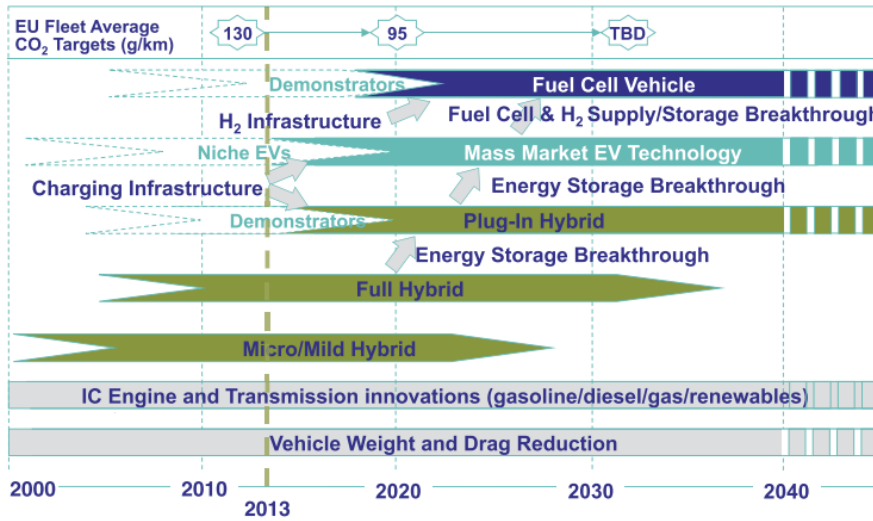 EU Fleet Average
CO₂ Targets (g/km)
130
95
TBD
Demonstrators
Fuel Cell Vehicle
H₂ Infrastructure
Fuel Cell & H₂ Supply/Storage Breakthrough
Niche EVs
Mass Market EV Technology
Charging Infrastructure
Energy Storage Breakthrough
Demonstrators
Plug-In Hybrid
Energy Storage Breakthrough
Full Hybrid
Micro/Mild Hybrid
IC Engine and Transmission innovations (gasoline/diesel/gas/renewables)
Vehicle Weight and Drag Reduction
2000
2010
2013
2020
2030
2040